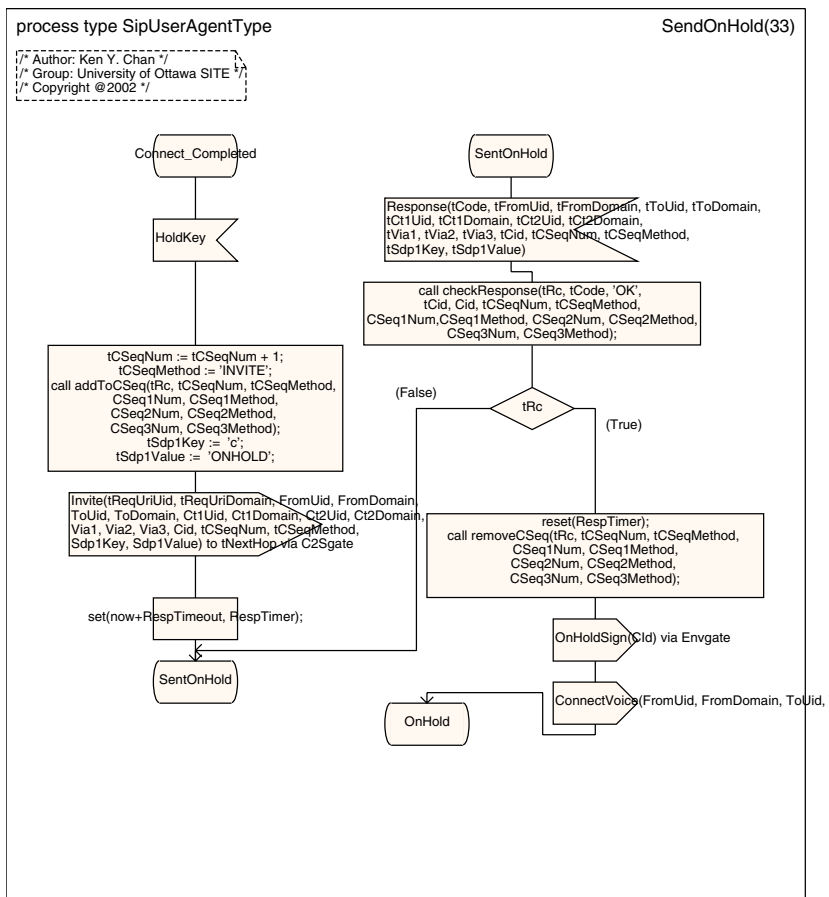 process type SipUserAgentType
SendOnHold(33)
/* Author: Ken Y. Chan */
/* Group: University of Ottawa SITE */
/* Copyright @2002 */
Connect_Completed
HoldKey
tCSeqNum := tCSeqNum + 1;
tCSeqMethod := 'INVITE';
call addToCSeq(tRc, tCSeqNum, tCSeqMethod,
CSeq1Num, CSeq1Method,
CSeq2Num, CSeq2Method,
CSeq3Num, CSeq3Method);
tSdp1Key := 'c';
tSdp1Value := 'ONHOLD';
Invite(tReqUriUid, tReqUriDomain, FromUid, FromDomain,
ToUid, ToDomain, Ct1Uid, Ct1Domain, Ct2Uid, Ct2Domain,
Via1, Via2, Via3, Cid, tCSeqNum, tCSeqMethod,
Sdp1Key, Sdp1Value) to tNextHop via C2Sgate
set(now+RespTimeout, RespTimer);
SentOnHold
SentOnHold
Response(tCode, tFromUid, tFromDomain, tToUid, tToDomain,
tCt1Uid, tCt1Domain, tCt2Uid, tCt2Domain,
tVia1, tVia2, tVia3, tCid, tCSeqNum, tCSeqMethod,
tSdp1Key, tSdp1Value)
call checkResponse(tRc, tCode, 'OK',
tCid, Cid, tCSeqNum, tCSeqMethod,
CSeq1Num,CSeq1Method, CSeq2Num, CSeq2Method,
CSeq3Num, CSeq3Method);
tRc
(False)
(True)
reset(RespTimer);
call removeCSeq(tRc, tCSeqNum, tCSeqMethod,
CSeq1Num, CSeq1Method,
CSeq2Num, CSeq2Method,
CSeq3Num, CSeq3Method);
OnHoldSign(CId) via Envgate
ConnectVoice(FromUid, FromDomain, ToUid,
OnHold